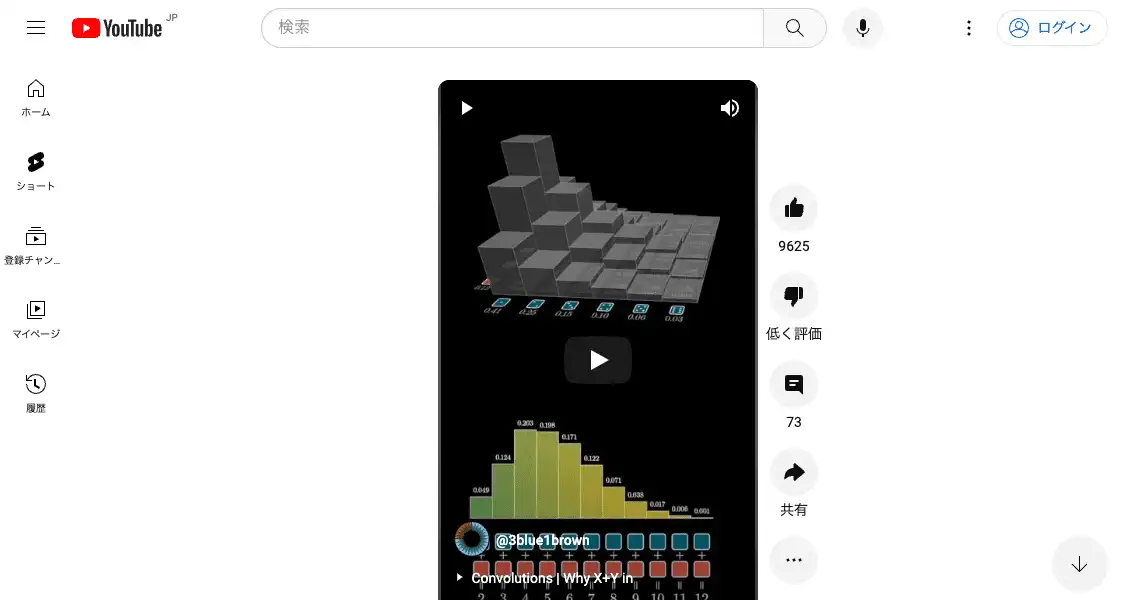 YouTube JP
検索
ログイン
ホーム
ショート
登録チャン...
マイページ
履歴
0.41 0.25 0.15 0.10 0.06 0.03
0.049 0.124 0.203 0.198 0.171 0.122 0.071 0.038 0.017 0.006 0.001
@3blue1brown
+ + + + + + + + + + +
Convolutions | Why X+Y in
2 3 4 5 6 7 8 9 10 11 12
9625
低く評価
73
共有